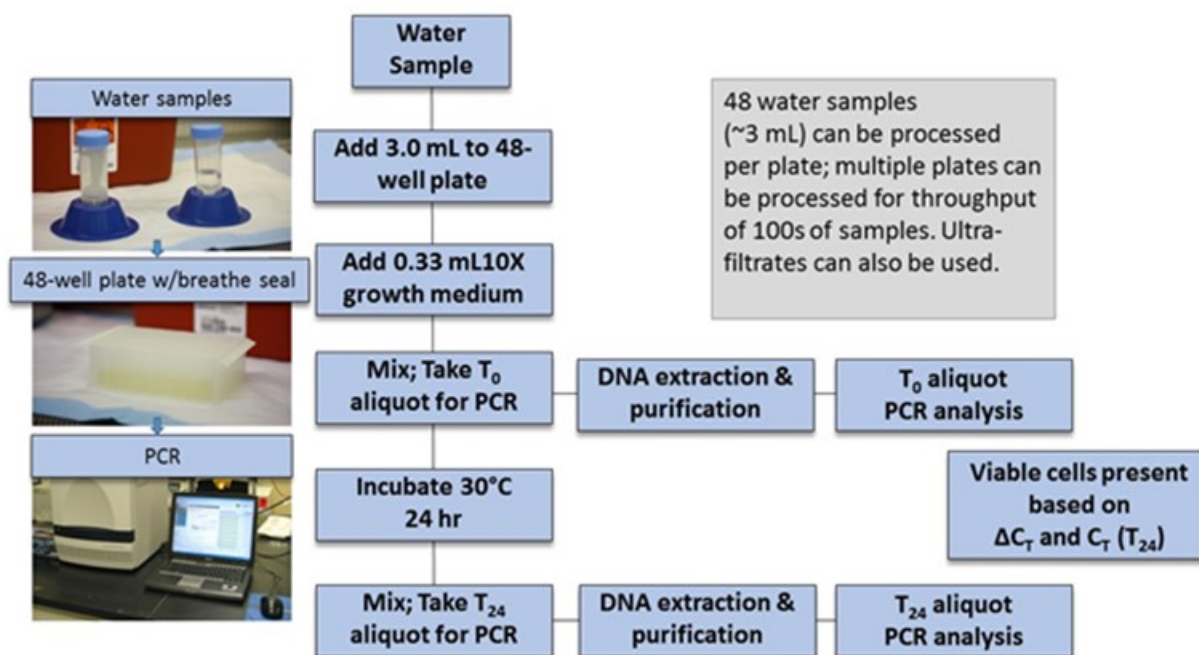 Water
Sample
Water samples
48-well plate w/breathe seal
PCR
Add 3.0 mL to 48-
well plate
Add 0.33 mL10X
growth medium
Mix; Take T₀
aliquot for PCR
DNA extraction &
purification
T₀ aliquot
PCR analysis
Incubate 30°C
24 hr
Mix; Take T₂₄
aliquot for PCR
DNA extraction &
purification
T₂₄ aliquot
PCR analysis
48 water samples
(~3 mL) can be processed
per plate; multiple plates can
be processed for throughput
of 100s of samples. Ultra-
filtrates can also be used.
Viable cells present
based on
ΔC_T and C_T (T₂₄)